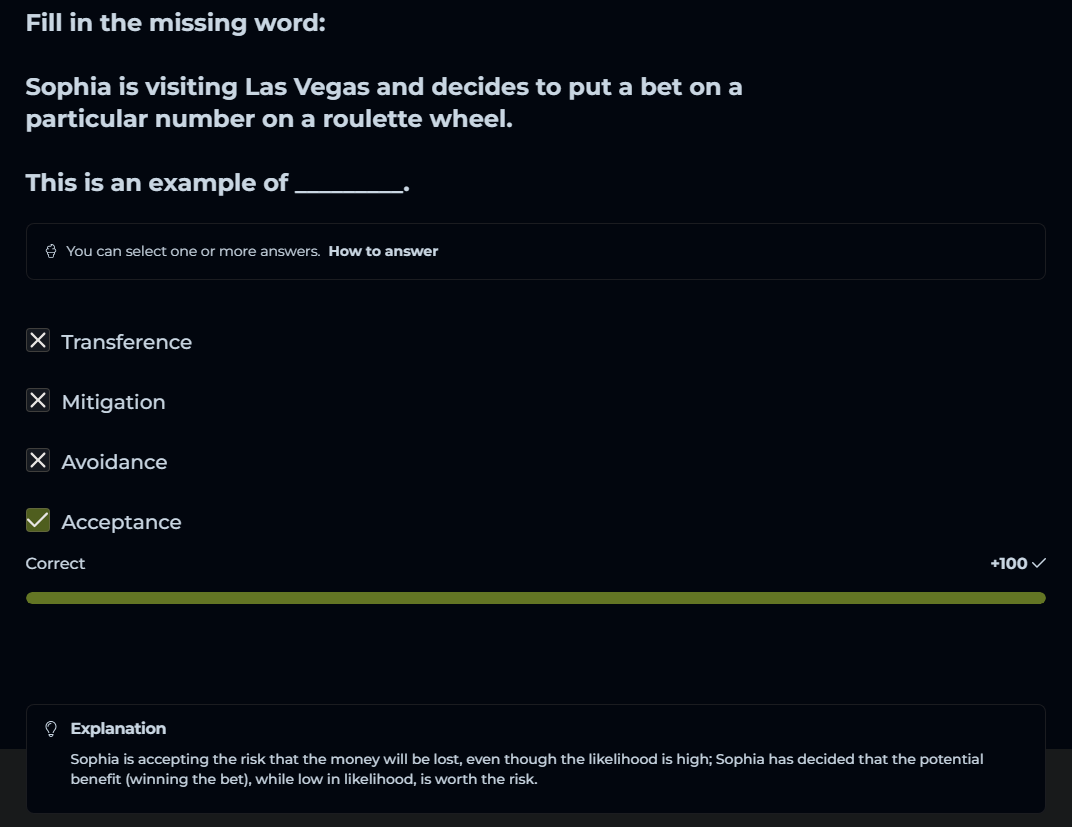 Fill in the missing word:
Sophia is visiting Las Vegas and decides to put a bet on a
particular number on a roulette wheel.
This is an example of _________.
You can select one or more answers. How to answer
Transference
Mitigation
Avoidance
Acceptance
Correct
+100
Explanation
Sophia is accepting the risk that the money will be lost, even though the likelihood is high; Sophia has decided that the potential
benefit (winning the bet), while low in likelihood, is worth the risk.